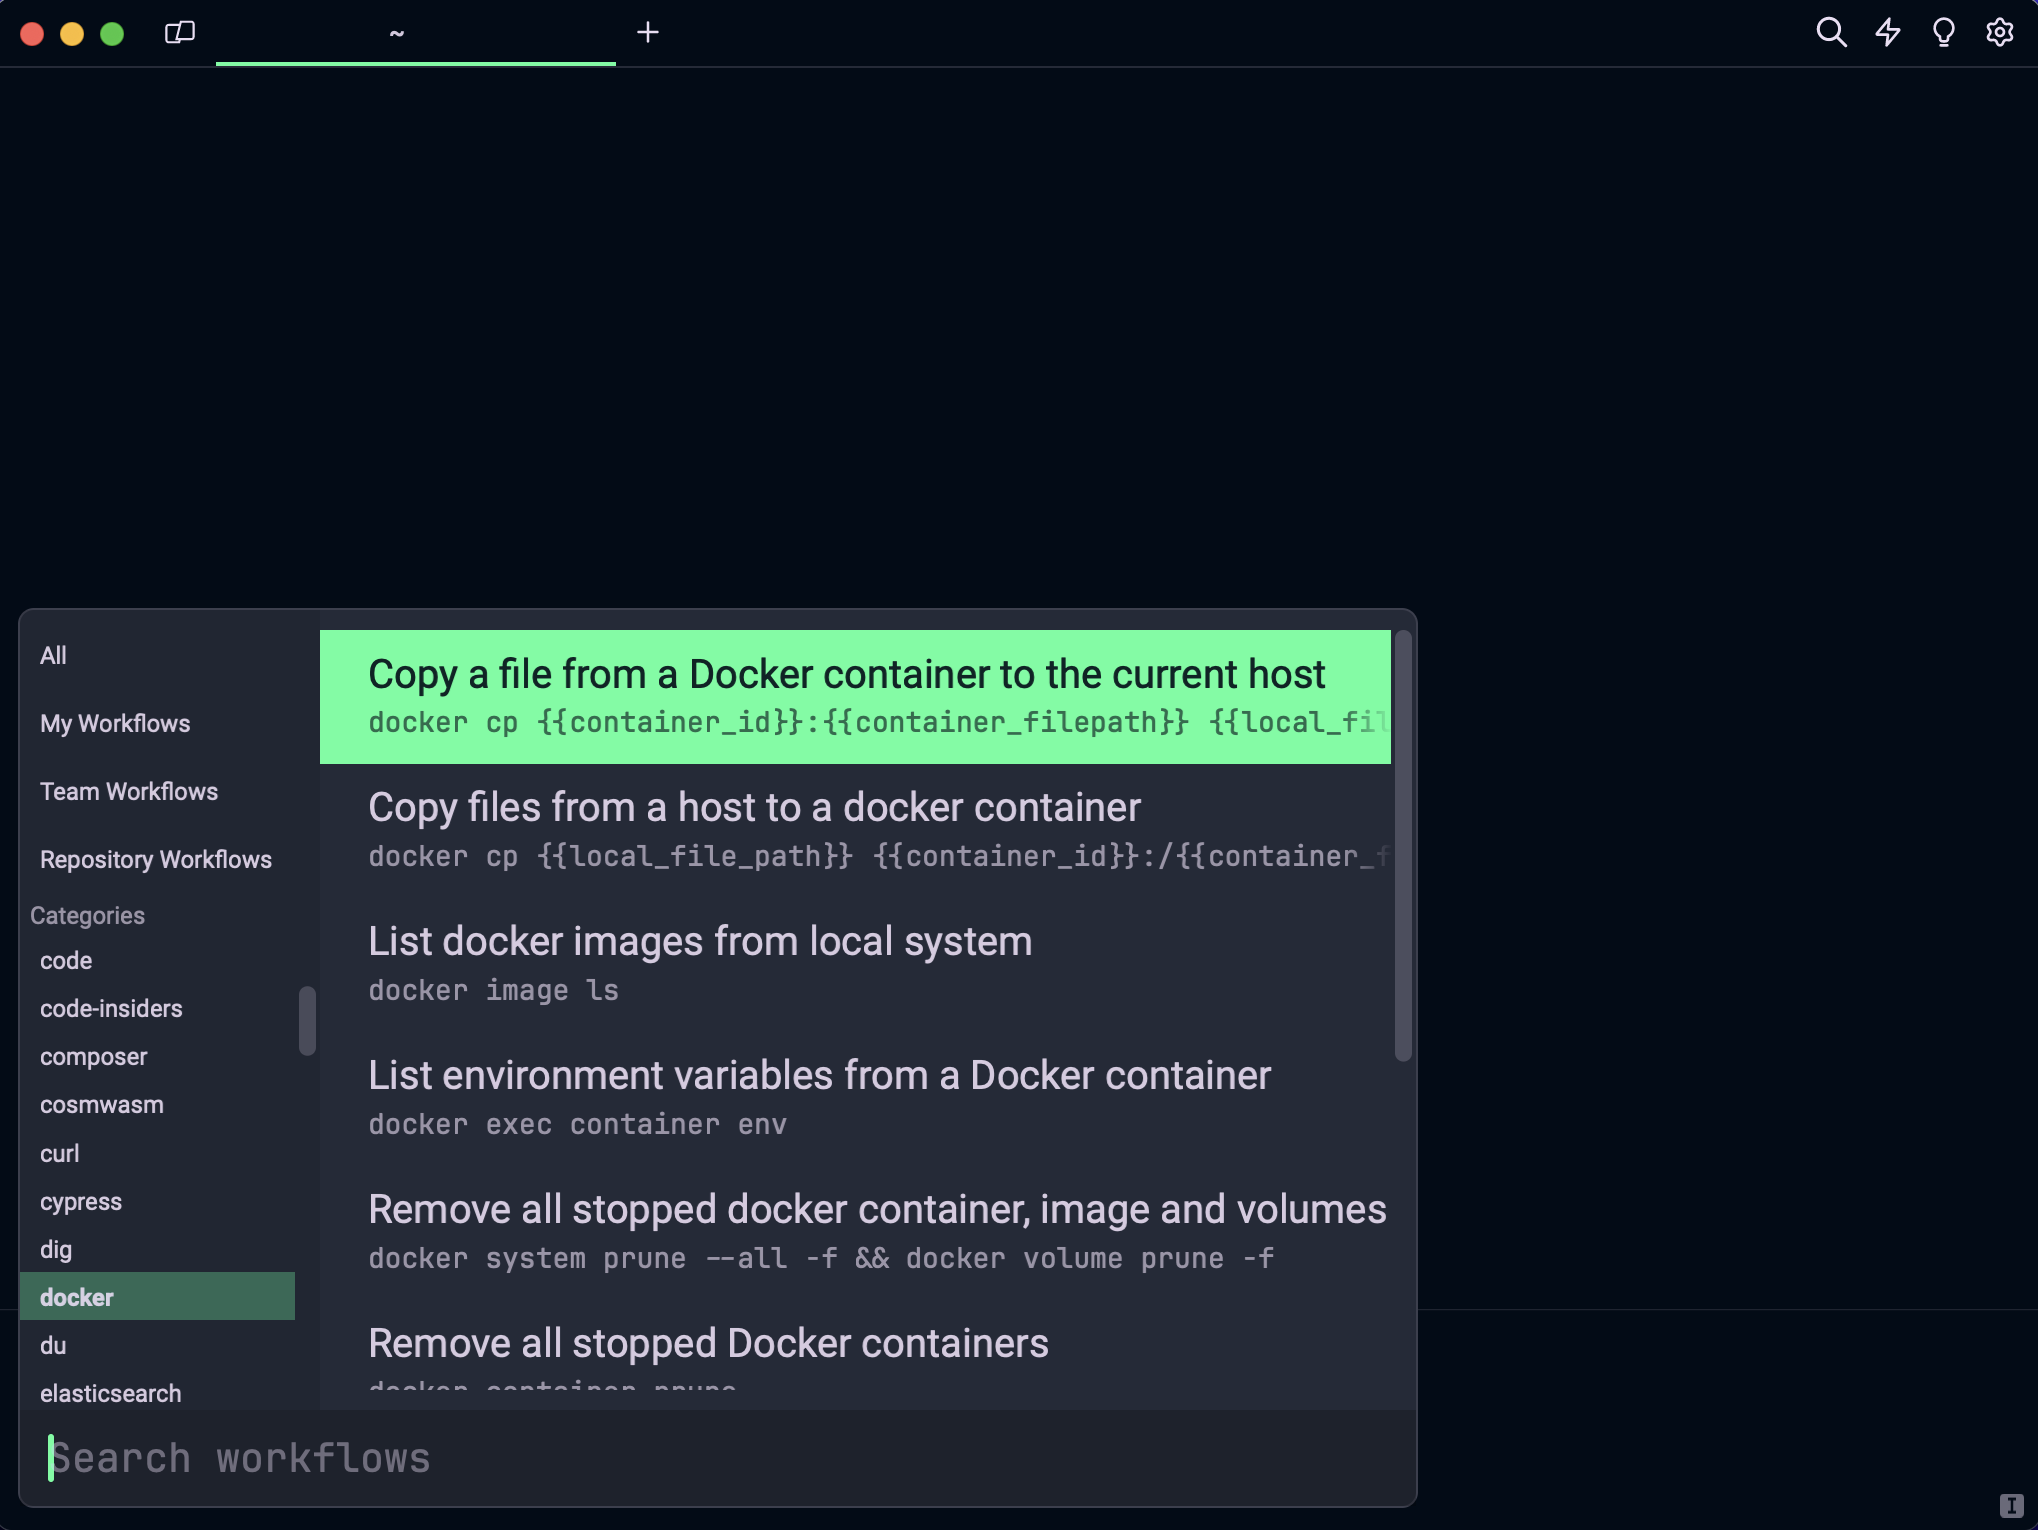 ~
All
My Workflows
Team Workflows
Repository Workflows
Categories
code
code-insiders
composer
cosmwasm
curl
cypress
dig
docker
du
elasticsearch
Copy a file from a Docker container to the current host
docker cp {{container_id}}:{{container_filepath}} {{local_fil
Copy files from a host to a docker container
docker cp {{local_file_path}} {{container_id}}:/{{container_f
List docker images from local system
docker image ls
List environment variables from a Docker container
docker exec container env
Remove all stopped docker container, image and volumes
docker system prune --all -f && docker volume prune -f
Remove all stopped Docker containers
docker container prune
Search workflows